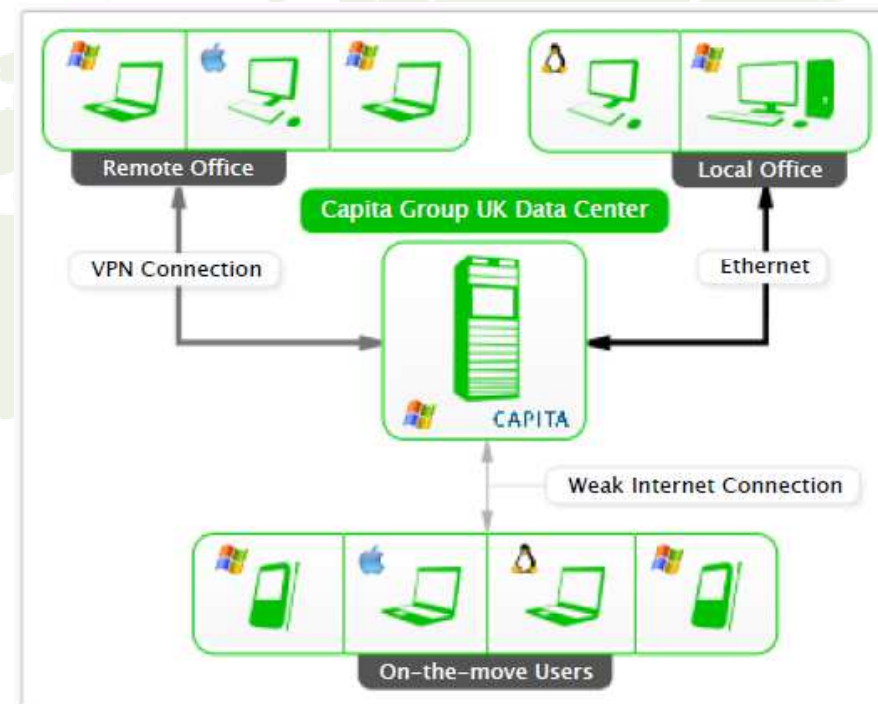 Remote Office
Local Office
Capita Group UK Data Center
VPN Connection
Ethernet
CAPITA
Weak Internet Connection
On-the-move Users